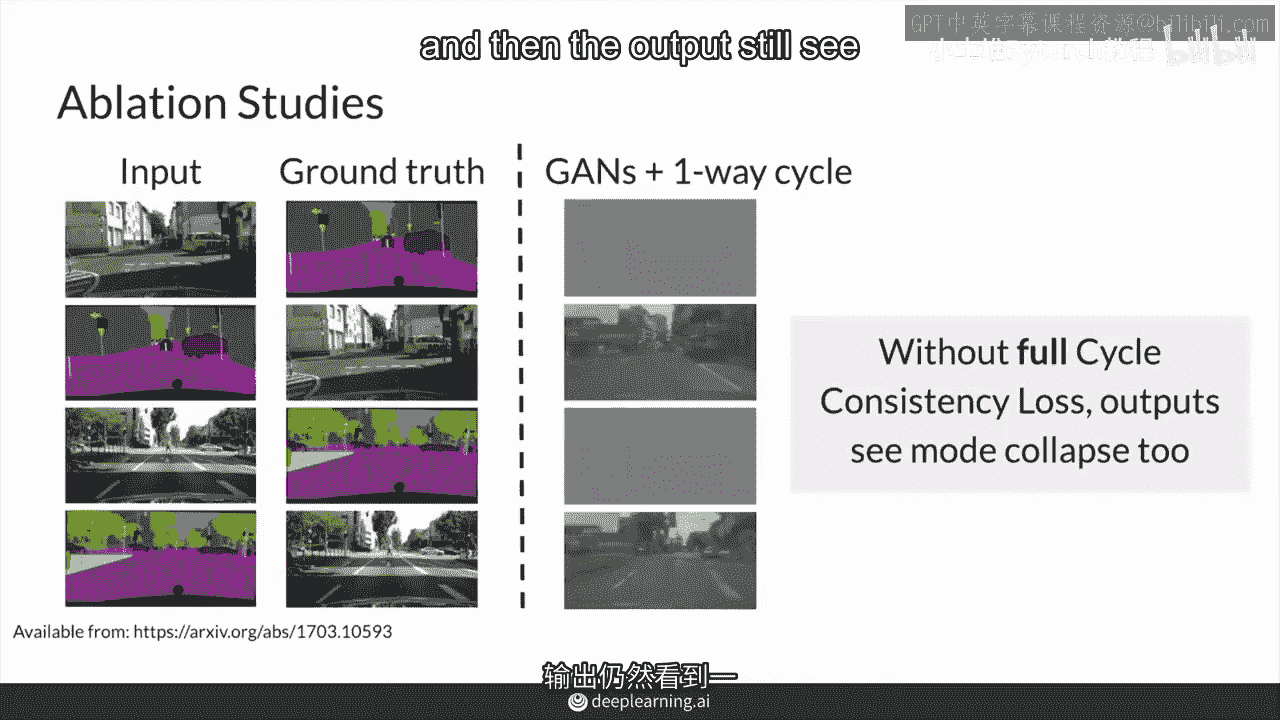 GPT中英字幕课程资源@bilibili.com
and then the output still see
bilibili
Ablation Studies
Input
Ground truth
GANs + 1-way cycle
Without full Cycle
Consistency Loss, outputs
see mode collapse too
Available from: https://arxiv.org/abs/1703.10593
输出仍然看到一
deeplearning.ai